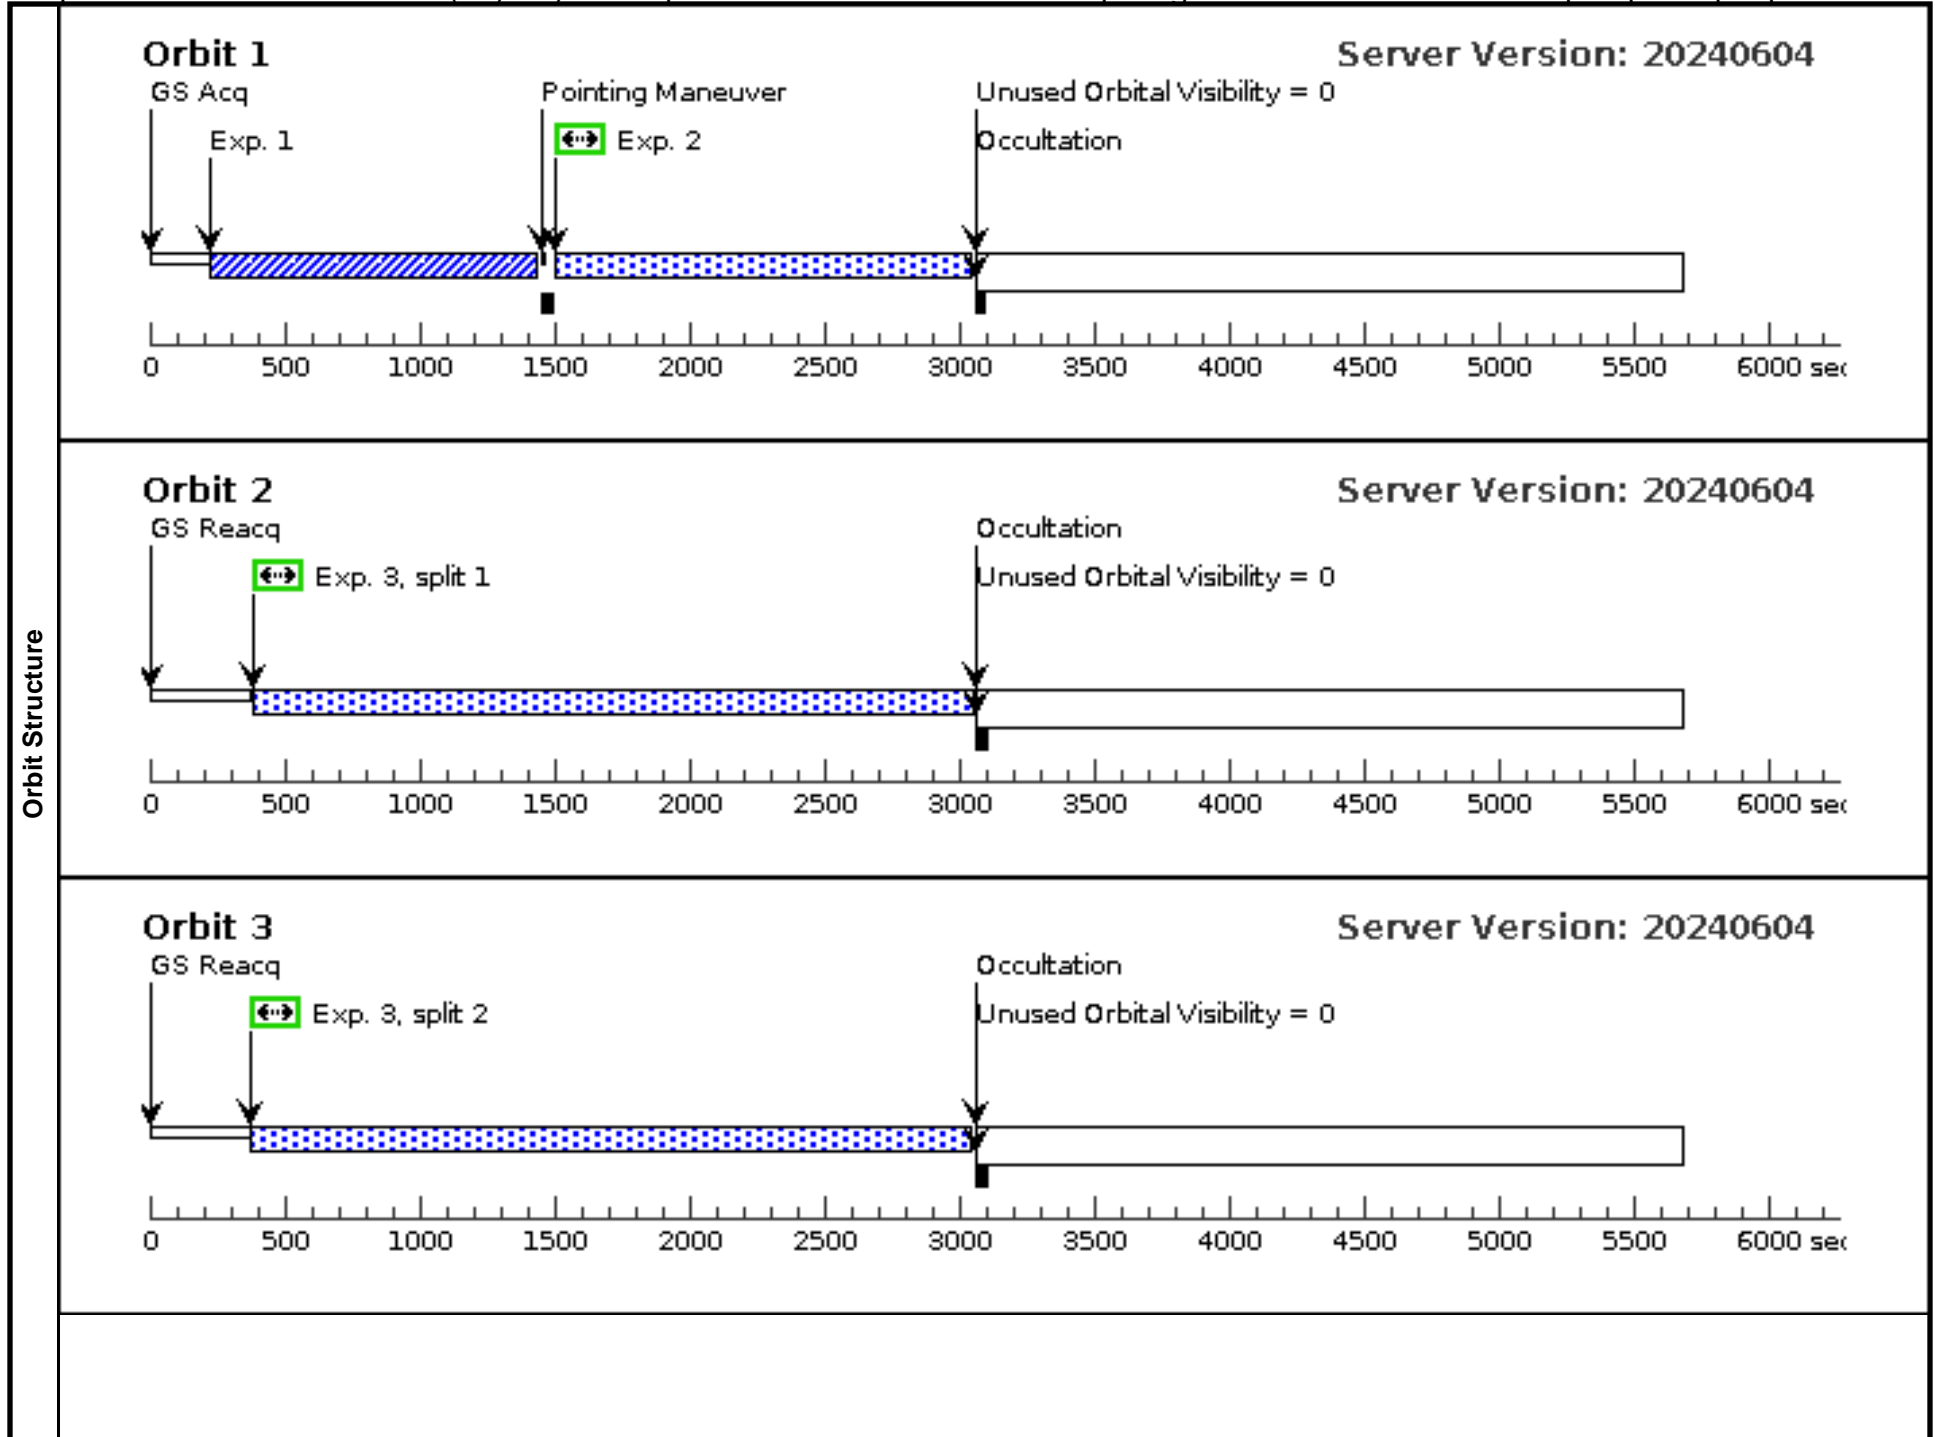 Orbit Structure
Orbit 1 Server Version: 20240604
GS Acq Pointing Maneuver Unused Orbital Visibility = 0
Exp. 1 Exp. 2 Occultation
0 500 1000 1500 2000 2500 3000 3500 4000 4500 5000 5500 6000 sec
Orbit 2 Server Version: 20240604
GS Reacq Occultation
Exp. 3, split 1 Unused Orbital Visibility = 0
0 500 1000 1500 2000 2500 3000 3500 4000 4500 5000 5500 6000 sec
Orbit 3 Server Version: 20240604
GS Reacq Occultation
Exp. 3, split 2 Unused Orbital Visibility = 0
0 500 1000 1500 2000 2500 3000 3500 4000 4500 5000 5500 6000 sec